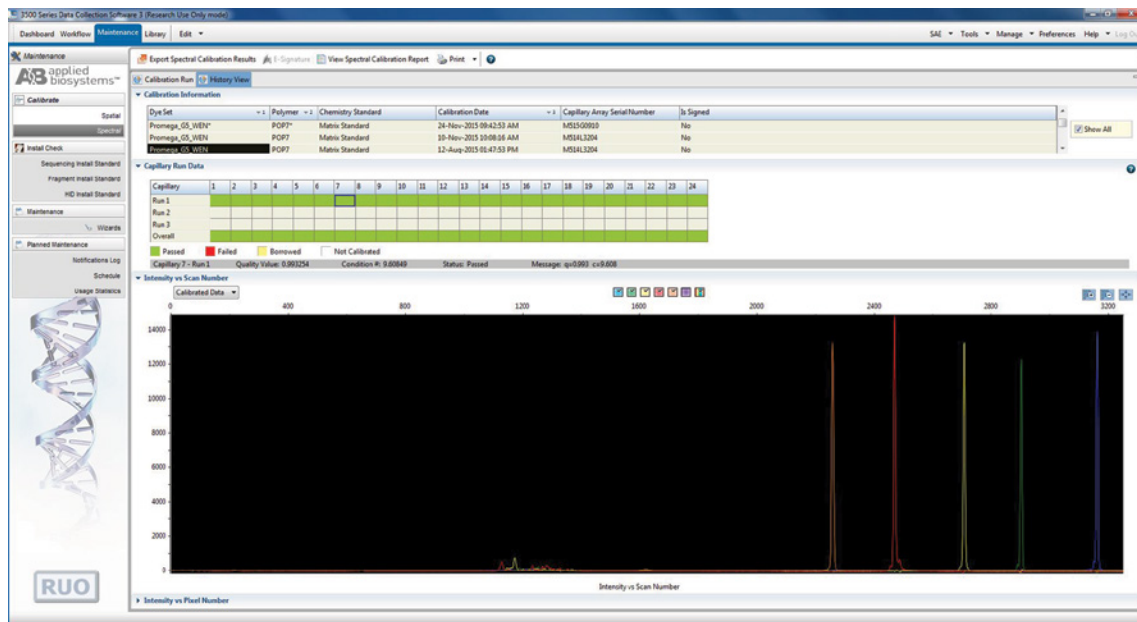 3500 Series Data Collection Software 3 (Research Use Only mode)
Dashboard Workflow Maintenance Library Edit SAE Tools Manage Preferences Help Log Out
Maintenance
AB applied biosystems™
Calibrate
Spatial
Spectral
Install Check
Sequencing Install Standard
Fragment Install Standard
HID Install Standard
Maintenance
Wizards
Planned Maintenance
Notifications Log
Schedule
Usage Statistics
RUO
Export Spectral Calibration Results E-Signature View Spectral Calibration Report Print
Calibration Run History View
Calibration Information
Dye Set Polymer Chemistry Standard Calibration Date Capillary Array Serial Number Is Signed
Promega_G5_WEN* POP7* Matrix Standard 24-Nov-2015 09:42:53 AM M515G0910 No
Promega_G5_WEN POP7 Matrix Standard 10-Nov-2015 10:08:16 AM M514L3204 No
Promega_G5_WEN POP7 Matrix Standard 12-Aug-2015 01:47:53 PM M514L3204 No
Show All
Capillary Run Data
Capillary 1 2 3 4 5 6 7 8 9 10 11 12 13 14 15 16 17 18 19 20 21 22 23 24
Run 1
Run 2
Run 3
Overall
Passed Failed Borrowed Not Calibrated
Capillary 7 - Run 1 Quality Value: 0.993254 Condition #: 9.60849 Status: Passed Message: qv0.993 c=9.608
Intensity vs Scan Number
Calibrated Data
0 400 800 1200 1600 2000 2400 2800 3200
14000
12000
10000
8000
6000
4000
2000
0
Intensity vs Scan Number
Intensity vs Pixel Number